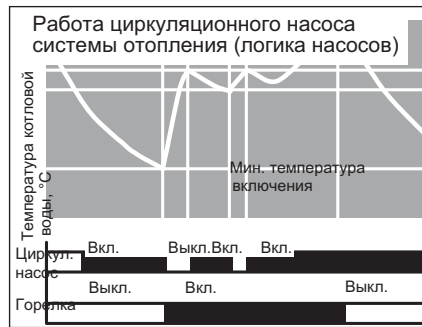 Работа циркуляционного насоса
системы отопления (логика насосов)
Температура котловой
воды, °C
Мин. температура
включения
Циркул.
насос
Вкл.
Выкл.
Вкл.
Вкл.
Горелка
Выкл.
Вкл.
Выкл.